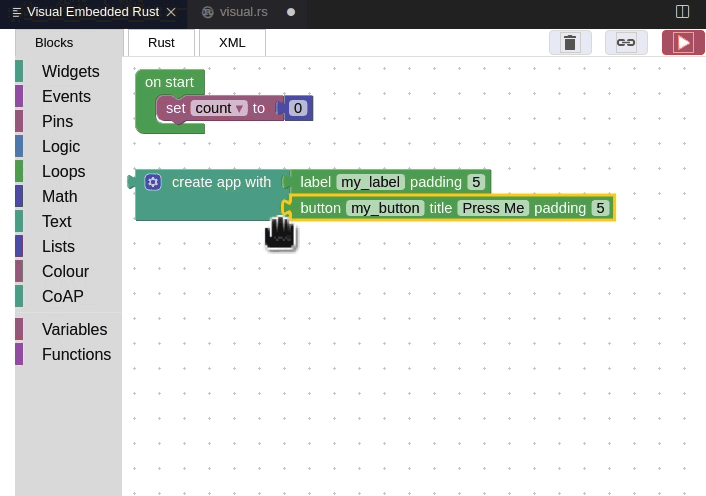 Visual Embedded Rust
visual.rs
Blocks
Rust
XML
Widgets
Events
Pins
Logic
Loops
Math
Text
Lists
Colour
CoAP
Variables
Functions
on start
set count to 0
create app with label my_label padding 5
button my_button title Press Me padding 5